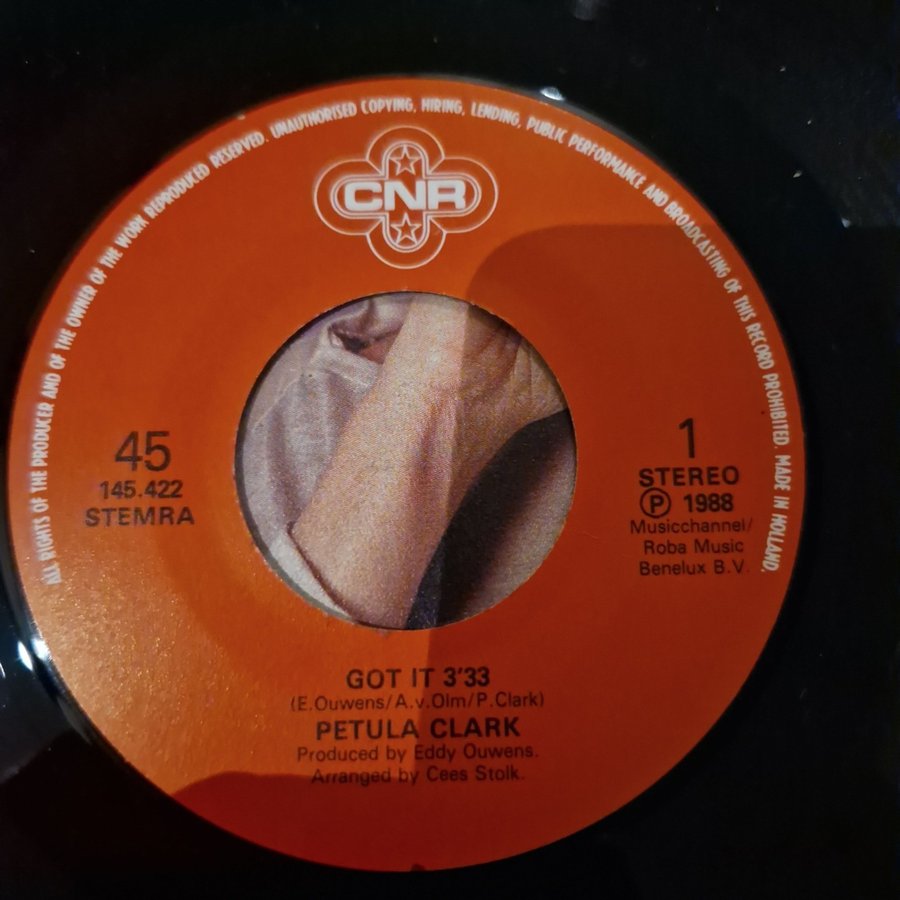 ALL RIGHTS OF THE PRODUCER AND OF THE OWNER OF THE WORK REPRODUCED RESERVED. UNAUTHORISED COPYING, HIRING, LENDING, PUBLIC PERFORMANCE AND BROADCASTING OF THIS RECORD PROHIBITED. MADE IN HOLLAND.
CNR
45
145.422
STEMRA
1
STEREO
Ⓟ 1988
Musicchannel/
Roba Music
Benelux B.V.
GOT IT 3'33
(E.Ouwens/A.v.Olm/P.Clark)
PETULA CLARK
Produced by Eddy Ouwens.
Arranged by Cees Stolk.